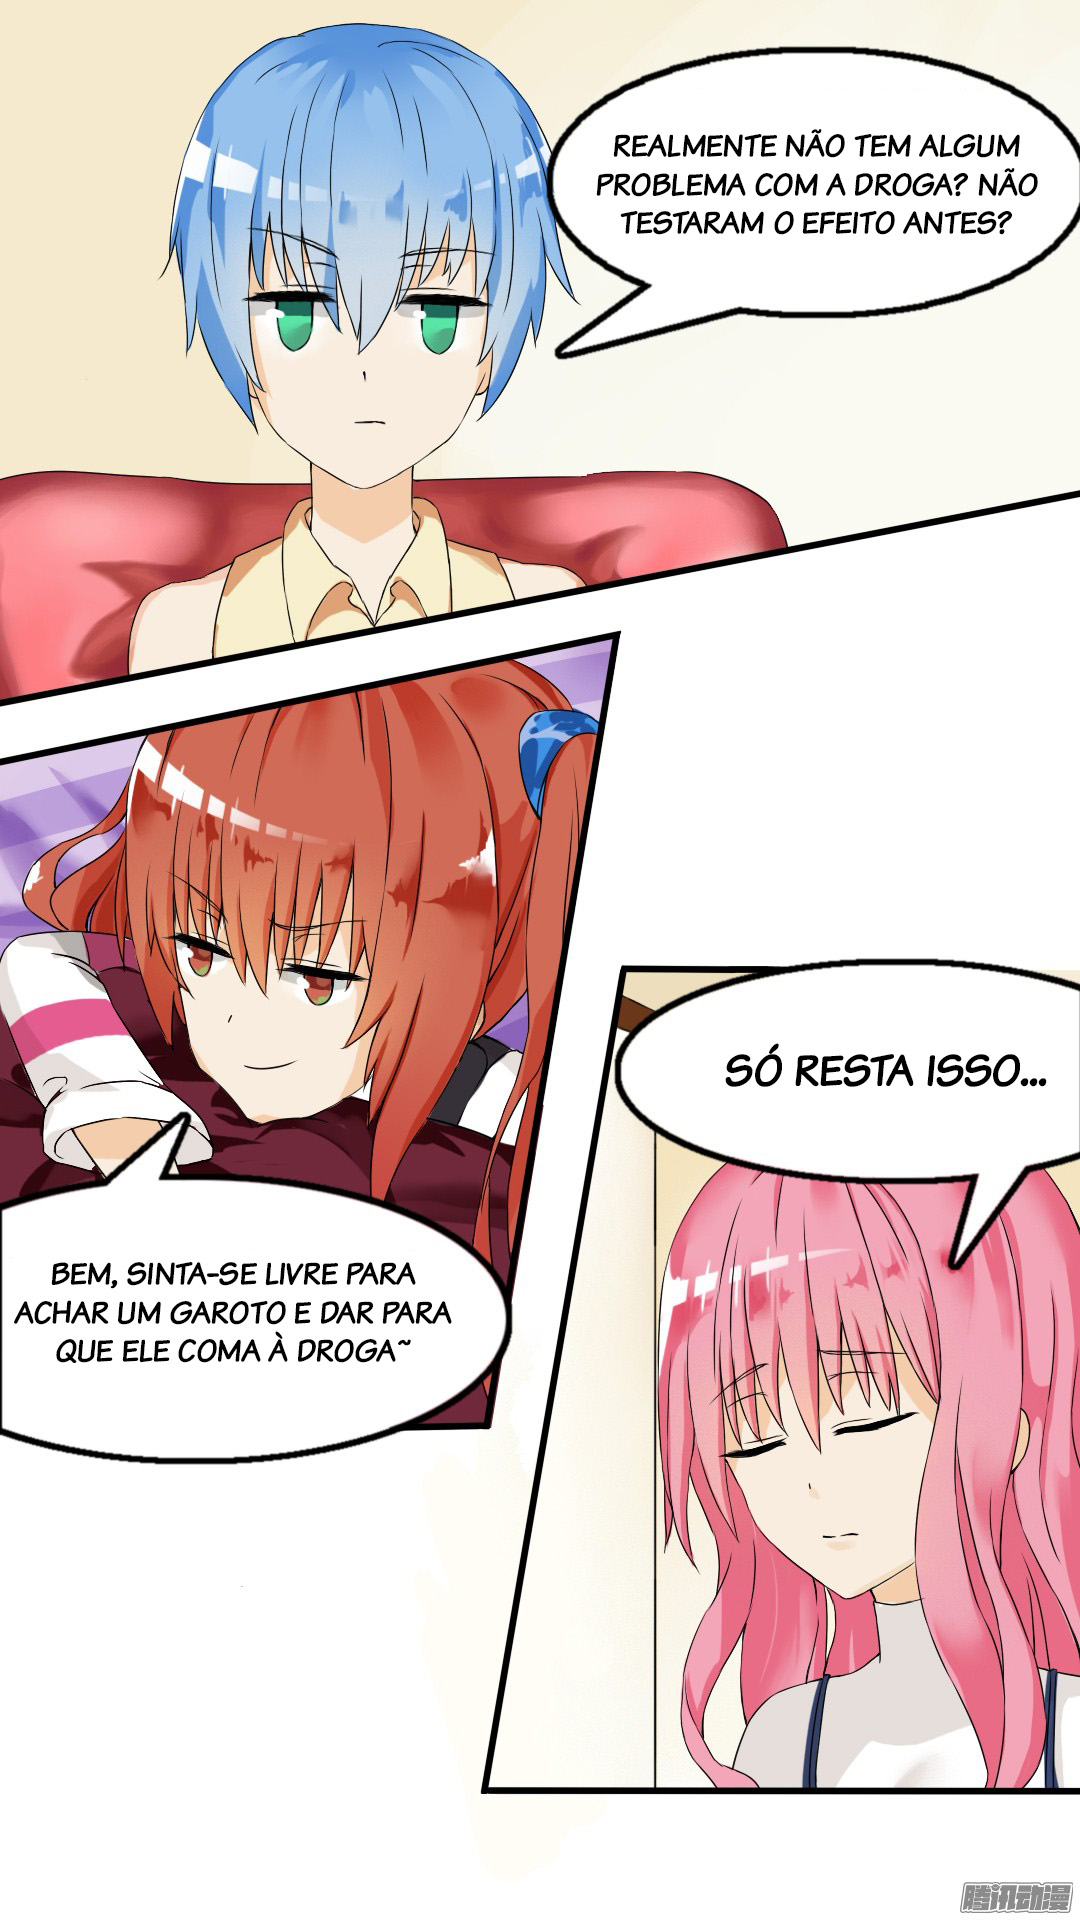 REALMENTE NÃO TEM ALGUM
PROBLEMA COM A DROGA? NÃO
TESTARAM O EFEITO ANTES?
BEM, SINTA-SE LIVRE PARA
ACHAR UM GAROTO E DAR PARA
QUE ELE COMA À DROGA~
SÓ RESTA ISSO...
腾讯动漫